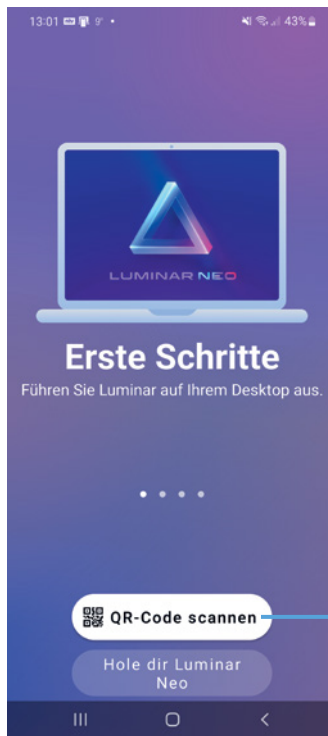 13:01 9° • 43%
LUMINAR NEO
Erste Schritte
Führen Sie Luminar auf Ihrem Desktop aus.
QR-Code scannen
Hole dir Luminar
Neo